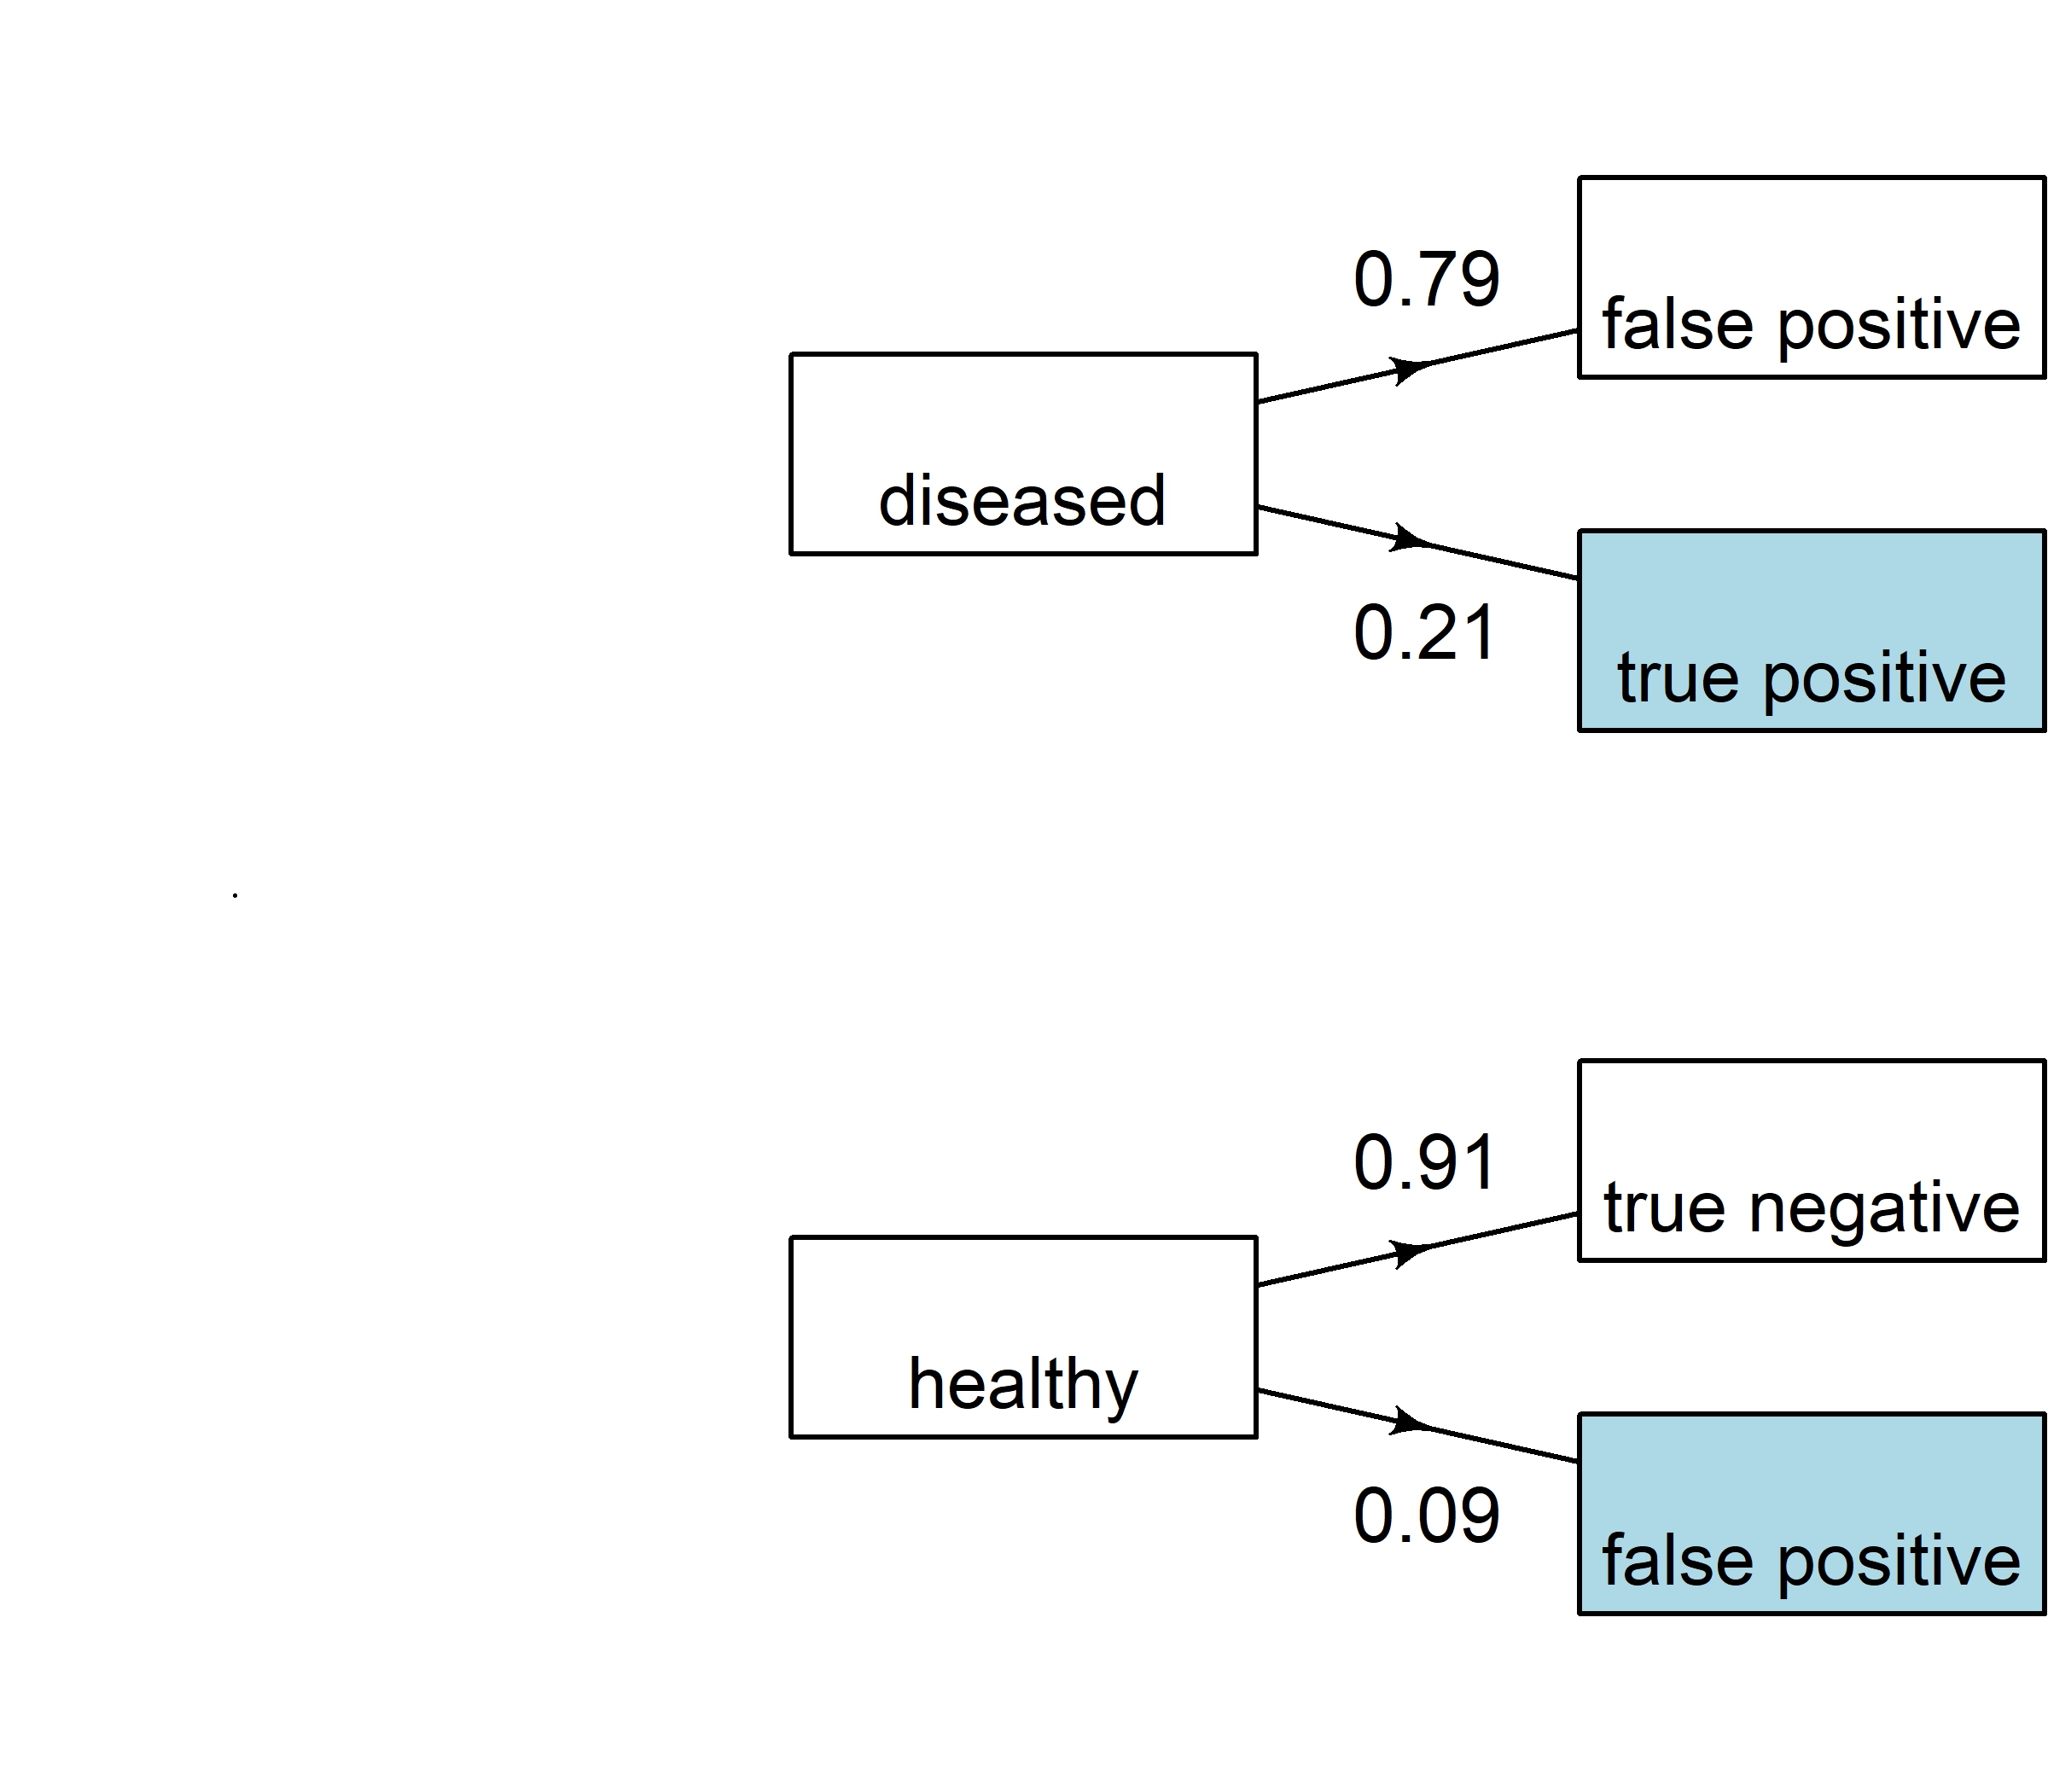 0.79
false positive
diseased
0.21
true positive
.
0.91
true negative
healthy
0.09
false positive